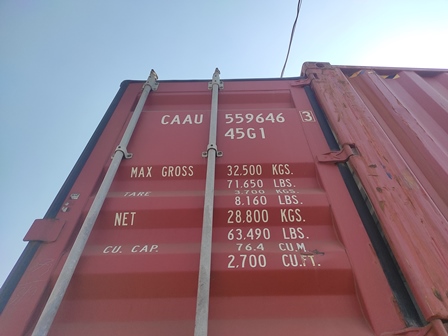 CAAU 559646 3
45G1
MAX GROSS 32.500 KGS.
71.650 LBS.
TARE 3.700 KGS.
8.160 LBS.
NET 28.800 KGS.
63.490 LBS.
CU. CAP. 76.4 CU.M.
2.700 CU.FT.